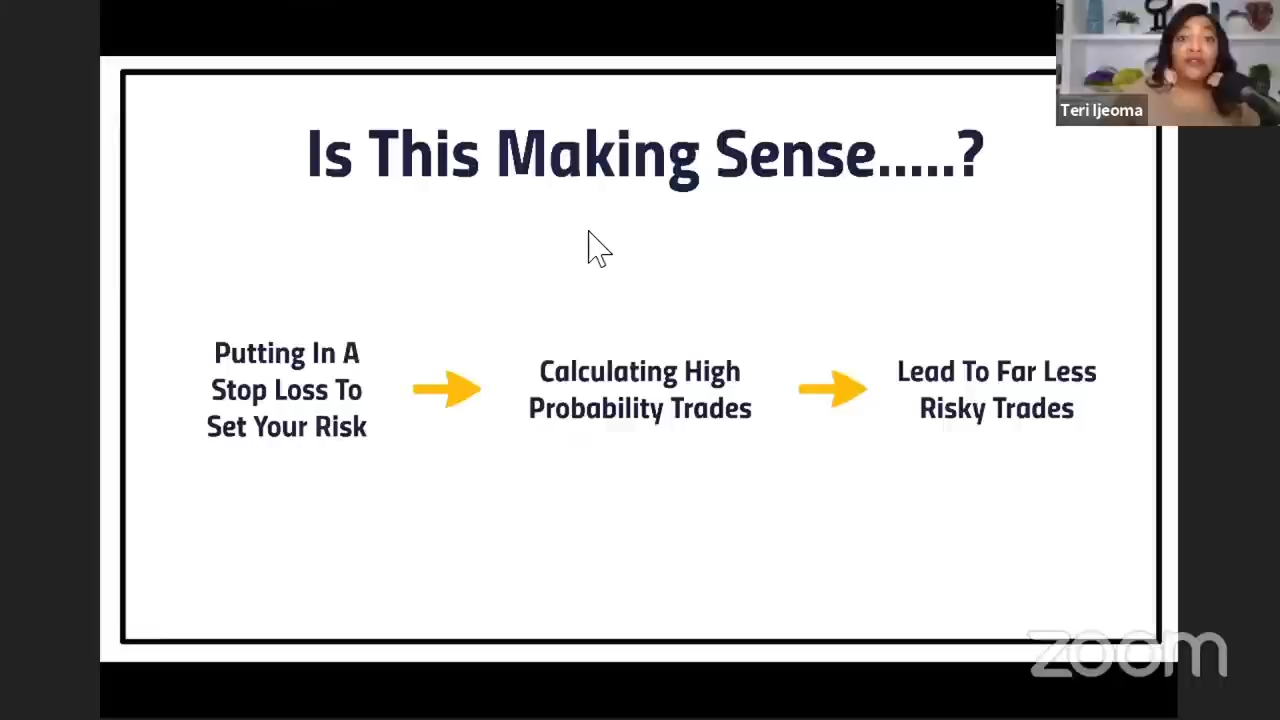 Teri Ijeoma
Is This Making Sense.....?
Putting In A
Stop Loss To
Set Your Risk
Calculating High
Probability Trades
Lead To Far Less
Risky Trades
zoom